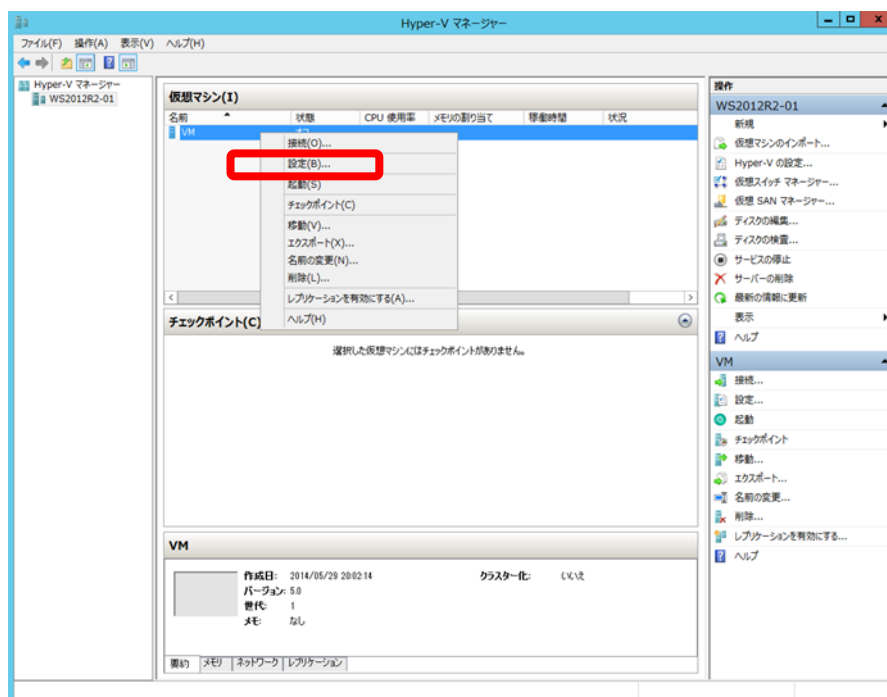 Hyper-V マネージャー
ファイル(F) 操作(A) 表示(V) ヘルプ(H)
Hyper-V マネージャー
WS2012R2-01
仮想マシン(I)
名前 状態 CPU 使用率 メモリの割り当て 稼働時間 状況
VM オフ
接続(O)...
設定(B)...
起動(S)
チェックポイント(C)
移動(V)...
エクスポート(X)...
名前の変更(N)...
削除(L)...
レプリケーションを有効にする(A)...
ヘルプ(H)
チェックポイント(C)
選択した仮想マシンにはチェックポイントがありません。
VM
作成日: 2014/05/29 20:02:14 クラスター化: いいえ
バージョン: 5.0
世代: 1
メモ: なし
要約 メモリ ネットワーク レプリケーション
操作
WS2012R2-01
新規
仮想マシンのインポート...
Hyper-V の設定...
仮想スイッチ マネージャー...
仮想 SAN マネージャー...
ディスクの編集...
ディスクの検査...
サービスの停止
サーバーの削除
最新の情報に更新
表示
ヘルプ
VM
接続...
設定...
起動
チェックポイント
移動...
エクスポート...
名前の変更...
削除...
レプリケーションを有効にする...
ヘルプ